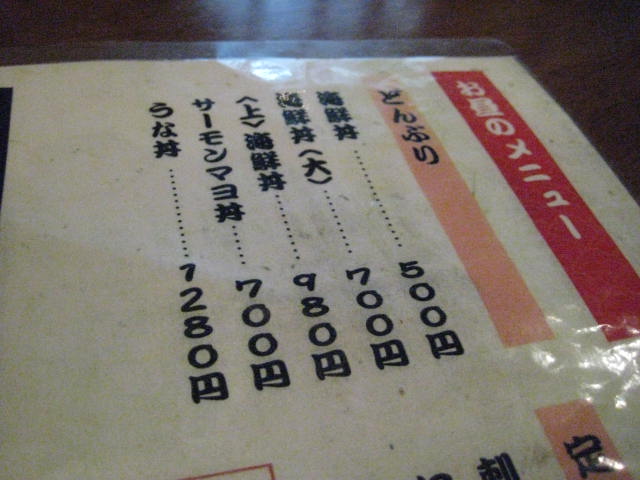 お昼のメニュー
どんぶり
海鮮丼……500円
海鮮丼〈大〉……700円
〈上〉海鮮丼……980円
サーモンマヨ丼……700円
うな丼……1280円
定
刺